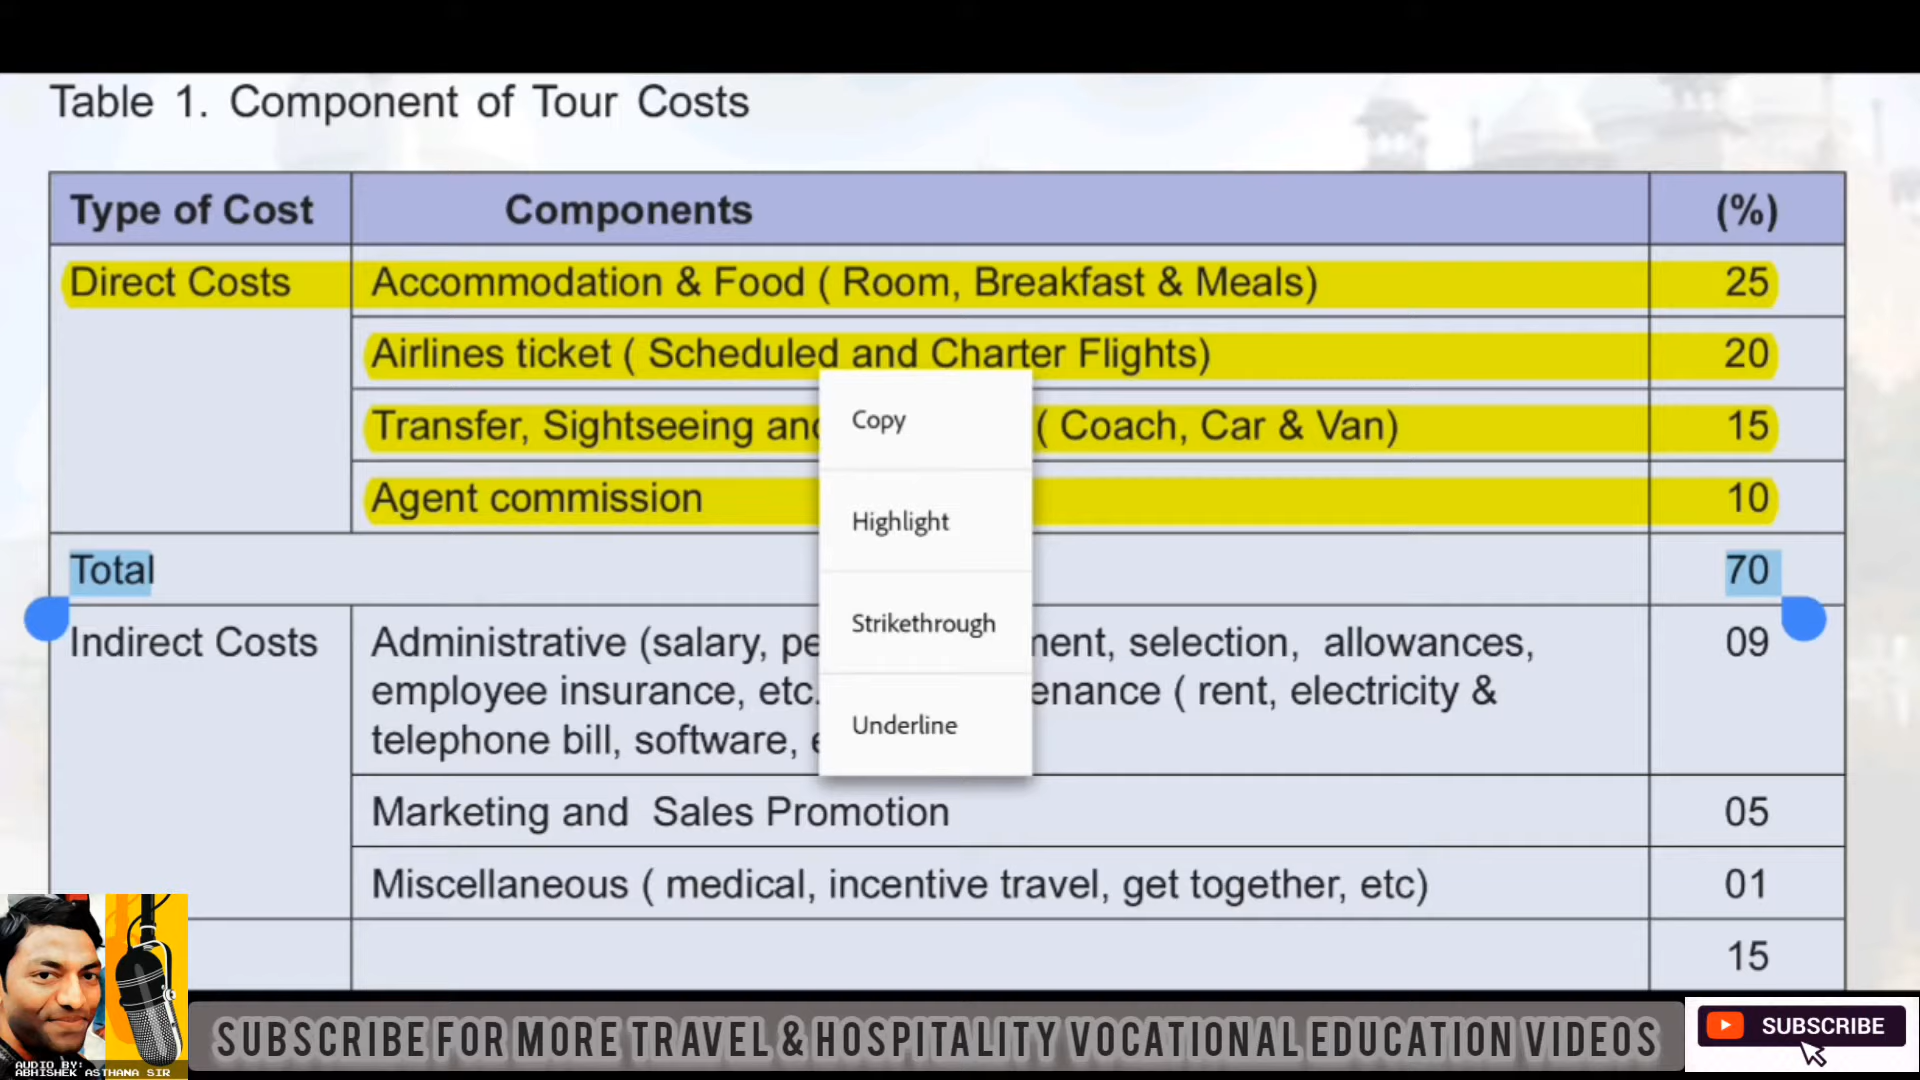 Table 1. Component of Tour Costs
Type of Cost Components (%)
Direct Costs Accommodation & Food ( Room, Breakfast & Meals) 25
Airlines ticket ( Scheduled and Charter Flights) 20
Transfer, Sightseeing ( Coach, Car & Van) 15
Agent commission 10
Total 70
Indirect Costs Administrative (salary, selection, allowances, 09
employee insurance, etc. ( rent, electricity &
telephone bill, software,
Marketing and Sales Promotion 05
Miscellaneous ( medical, incentive travel, get together, etc) 01
15
Copy
Highlight
Strikethrough
Underline
AUDIO BY:
ABHISHEK ASTHANA SIR
SUBSCRIBE FOR MORE TRAVEL & HOSPITALITY VOCATIONAL EDUCATION VIDEOS
SUBSCRIBE